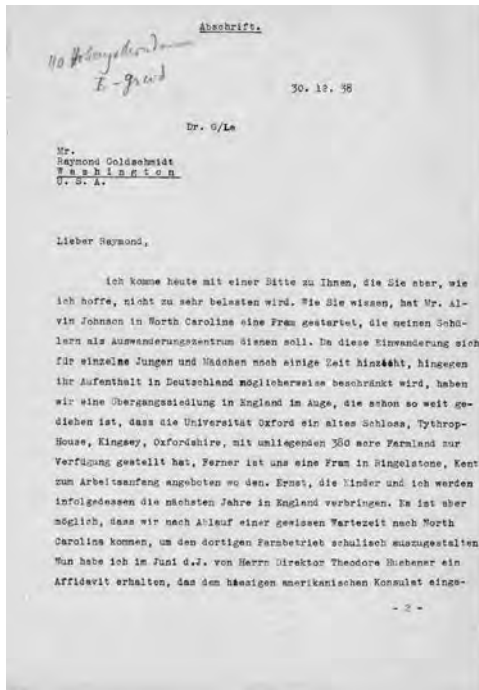 Abschrift.
30. 12. 38
Dr. G/Le
Mr.
Raymond Goldschmidt
W a s h i n g t o n
U. S. A.
Lieber Raymond,
ich komme heute mit einer Bitte zu Ihnen, die Sie aber, wie
ich hoffe, nicht zu sehr belasten wird. Wie Sie wissen, hat Mr. Al-
vin Johnson in North Carolina eine Fram gestartet, die meinen Schü-
lern als Auswanderungszentrum dienen soll. Da diese Einwanderung sich
für einzelne Jungen und Mädchen noch einige Zeit hinzieht, hingegen
ihr Aufenthalt in Deutschland möglicherweise beschränkt wird, haben
wir eine Übergangssiedlung in England im Auge, die schon so weit ge-
diehen ist, dass die Universität Oxford ein altes Schloss, Tythrop-
House, Kingsey, Oxfordshire, mit umliegenden 380 acre Farmland zur
Verfügung gestellt hat, Ferner ist uns eine Fram in Ringelstone, Kent
zum Arbeitsanfang angeboten wo den. Ernst, die Kinder und ich werden
infolgedessen die nächsten Jahre in England verbringen. Es ist aber
möglich, dass wir nach Ablauf einer gewissen Wartezeit nach North
Carolina kommen, um den dortigen Farmbetrieb schulisch auszugestalten
Nun habe ich im Juni d.J. von Herrn Direktor Theodore Huebener ein
Affidavit erhalten, das dem hiesigen amerikanischen Konsulat einge-
- 2 -